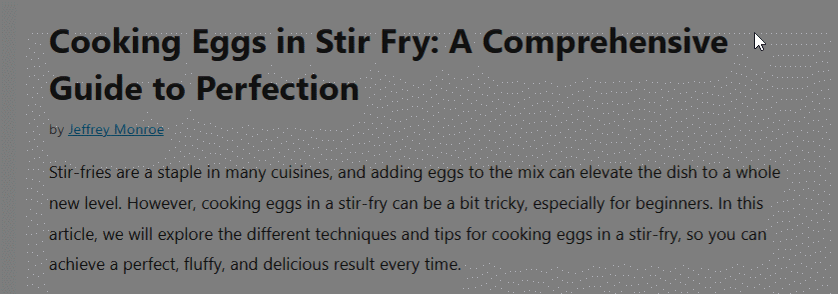 Cooking Eggs in Stir Fry: A Comprehensive
Guide to Perfection
by Jeffrey Monroe
Stir-fries are a staple in many cuisines, and adding eggs to the mix can elevate the dish to a whole
new level. However, cooking eggs in a stir-fry can be a bit tricky, especially for beginners. In this
article, we will explore the different techniques and tips for cooking eggs in a stir-fry, so you can
achieve a perfect, fluffy, and delicious result every time.